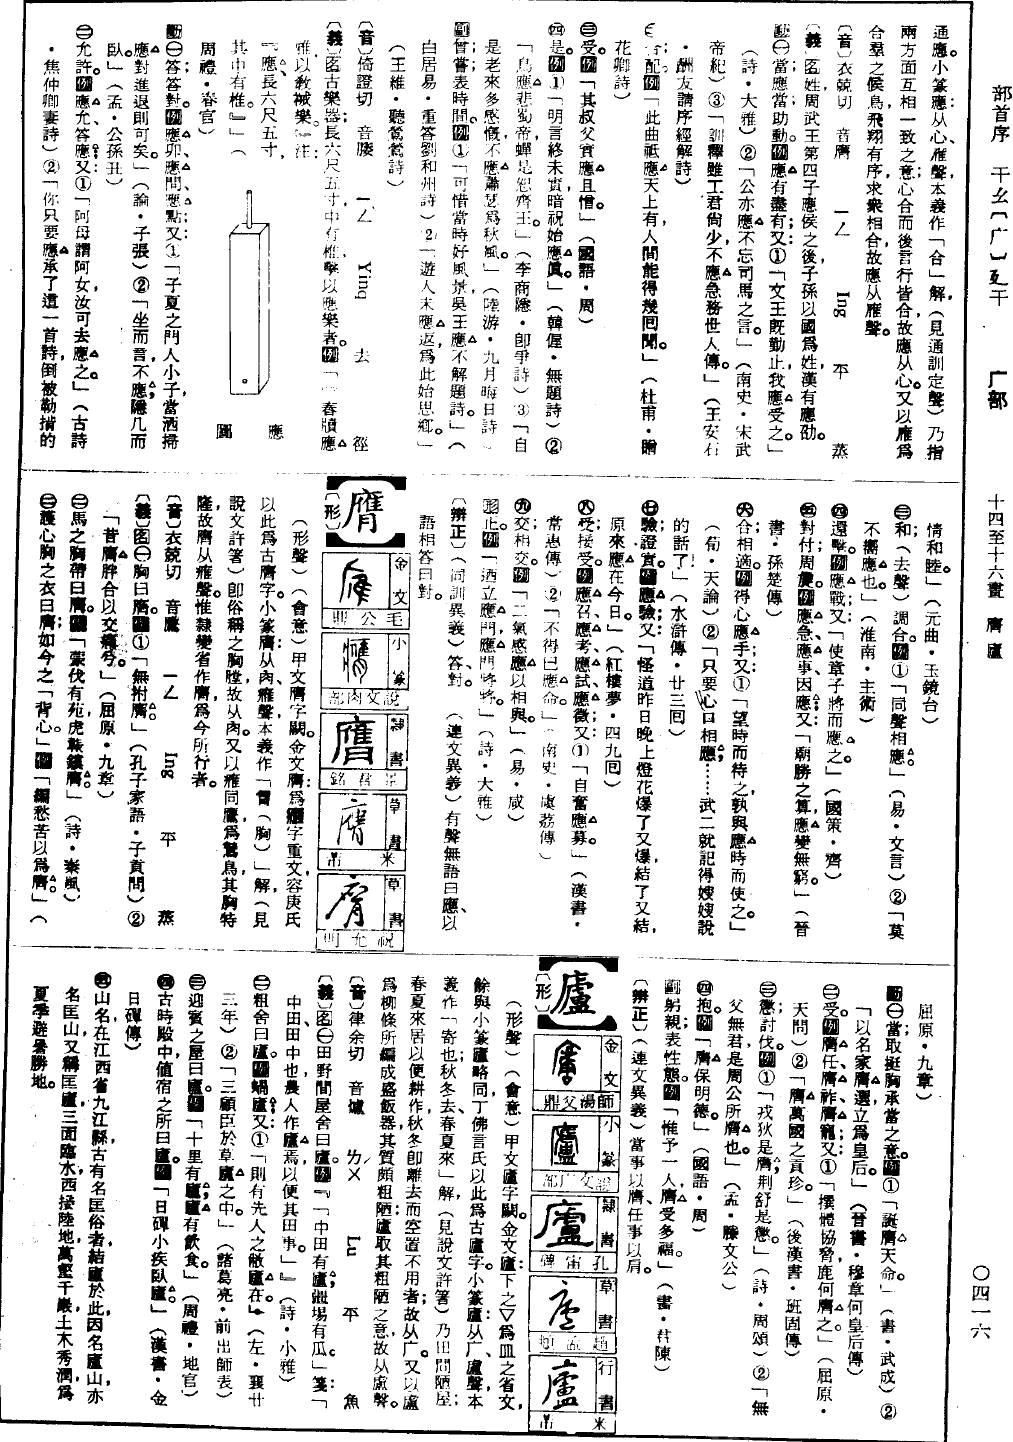 部首序 干幺宀广廴干 广部 十四至十六畫 膺廬 〇四一六
通應。小篆應：从心，䧹聲，本義作「合」解，（見通訓定聲）乃指
兩方面互相一致之意；心合而後言行皆合，故應从心。又以雁爲
合羣之候鳥，飛翔有序，求衆相合，故應从雁聲。
〔音〕衣兢切 音膺 ㄧㄥ Ing 平 蒸
〔義〕名姓：周武王第四子應侯之後，子孫以國爲姓，漢有應劭。
助㊀當：應當。助動。例應有盡有；又：①「文王旣勤止，我應受之。」
（詩・大雅）②「公亦應不忘司馬之言。」（南史・宋武
帝紀）③「訓釋雖工君尙少，不應急務世人傳。」（王安石
・酬友請序經解詩）
配。例「此曲祗應天上有，人間能得幾回聞」（杜甫・贈
花卿詩）
㊂受。例「其叔父實應且憎」（國語・周）
㊃是。例①「明言終未實，暗祝始應眞。」（韓偓・無題詩）②
「鳥應悲蜀帝，蟬是怨齊王。」（李商隱・卽事詩）③「自
是老來多感慨，不應蕭瑟爲秋風。」（陸游・九月晦日詩）
副曾：嘗。表時間。例①「可惜當時好風景，吳王應不解題詩。」（
白居易・重答劉和州詩）②「遊人未應返，爲此始思鄉。」
（王維・聽鶯鶯詩）
〔音〕倚證切 音䧹 ㄧㄥ Yinq 去 徑
〔義〕名古樂器：長六尺五寸，中有椎，擊以應樂者。例「春牘應
雅，以敎祴樂。」注：
「應長六尺五寸，
其中有椎。』」（
周禮・春官）
應圖
動㊀答：答對。例應卯、應問、應點；又：①「子夏之門人小子，當洒掃
應對進退則可矣。」（論・子張）②「坐而言，不應，隱几而
臥。」（孟・公孫丑）
㊁允許。例應允、答應；又：①「阿母謂阿女，汝可去應之。」（古詩
・焦仲卿妻詩）②「你只要應承了這一首詩，倒被勒掯的
情和睦」（元曲・玉鏡台）
㊂和：（去聲）調合。例①「同聲相應。」（易・文言）②「莫
不嚮應也」（淮南・主術）
㊃還擊。例應戰；又：「使章子將而應之。」（國策・齊）
㊄對付：周旋。例應急、應事、因應；又：「廟勝之算，應變無窮。」（晉
書・孫楚傳）
㊅合：相適。例得心應手；又：①「望時而待之，孰與應時而使之。」
（荀・天論）②「只要心口相應；……武二就記得嫂嫂說
的話了」（水滸傳・廿三回）
㊆驗：證實。例應驗；又：「怪道昨日晚上燈花爆了又爆，結了又結，
原來應在今日。」（紅樓夢・四九回）
㊇受：接受。例應召、應考、應試、應徵；又：①「自奮應募。」（漢書・
常惠傳）②「不得已應命。」（南史・虞荔傳）
㊈交：相交。例「二氣感應以相與。」（易・咸）
形止。例「迺立應門，應門將將。」（詩・大雅）
〔辨正〕（同訓異義）答：對。 （連文異義）有聲無語曰應、以
語相答曰對。
膺
〔形〕
金文 毛公鼎
小篆 說文肉部
隸書
草書 米芾
草書 祝允明
（形聲）（會意）甲文膺字闕。金文膺：爲雁字重文，容庚氏
以此爲古膺字。小篆膺：从肉，䧹聲，本義作「胷（胸）」解，（見
說文許箸）卽俗稱之胸膛，故从肉。又以䧹同鷹，爲鷙鳥，其胸特
隆，故膺从䧹聲。惟隸變省作膺，爲今所行者。
〔音〕衣兢切 音鷹 ㄧㄥ Ing 平 蒸
〔義〕名㊀胸曰膺。例①「無拊膺。」（孔子家語・子貢問）②
「背膺牉合以交痛兮。」（屈原・九章）
㊁馬之胸帶曰膺。例「蒙伐有苑，虎韔鏤膺。」（詩・秦風）
㊂護心胸之衣曰膺，如今之「背心」。例「編愁苦以爲膺。」（
屈原・九章）
動㊀當：取挺胸承當之意。例①「誕膺天命。」（書・武成）②
「以名家膺選，立爲皇后。」（晉書・穆章何皇后傳）
㊁受。例膺任、膺祚、膺寵；又：①「撰體協脅，鹿何膺之。」（屈原・
天問）②「膺萬國之貢珍。」（後漢書・班固傳）
㊂懲：討伐。例①「戎狄是膺，荆舒是懲。」（詩・周頌）②「無
父無君，是周公所膺也。」（孟・滕文公）
㊃抱。例「膺保明德。」（國語・周）
副躬親：表性態。例「惟予一人膺受多福。」（書・君陳）
〔辨正〕（連文異義）當事以膺、任事以肩。
廬
〔形〕
金文 師湯父鼎
小篆 說文广部
隸書 孔宙碑
草書 趙孟頫
行書 米芾
（形聲）（會意）甲文廬字闕。金文廬：下之▽爲皿之省文，
餘與小篆廬略同，丁佛言氏以此爲古廬字。小篆廬：从广，盧聲，本
義作「寄也，秋冬去，春夏來」解，（見說文許箸）乃田間陋屋，
春夏來居以便耕作，秋冬卽離去而空置不用者；故从广。又以盧
爲柳條所編成盛飯器，其質頗粗陋，廬取其粗陋之意，故从盧聲。
〔音〕律余切 音爐 ㄌㄨ Lu 平 魚
〔義〕名㊀田野間屋舍曰廬。例「『中田有廬，疆場有瓜。』箋：「
中田，田中也；農人作廬焉，以便其田事。」』（詩・小雅）
㊁粗舍曰廬。例蝸廬；又：①「則有先人之敝廬在。」（左・襄廿
三年）②「三顧臣於草廬之中。」（諸葛亮・前出師表）
㊂迎賓之屋曰廬。例「十里有廬，廬有飲食。」（周禮・地官）
㊃古時殿中値宿之所曰廬。例「日磾小疾臥廬。」（漢書・金
日磾傳）
㊄山名：在江西省九江縣，古有名匡俗者，結廬於此，因名廬山，亦
名匡山，又稱匡廬，三面臨水，西接陸地，萬壑千巖，土木秀潤，爲
夏季避暑勝地。